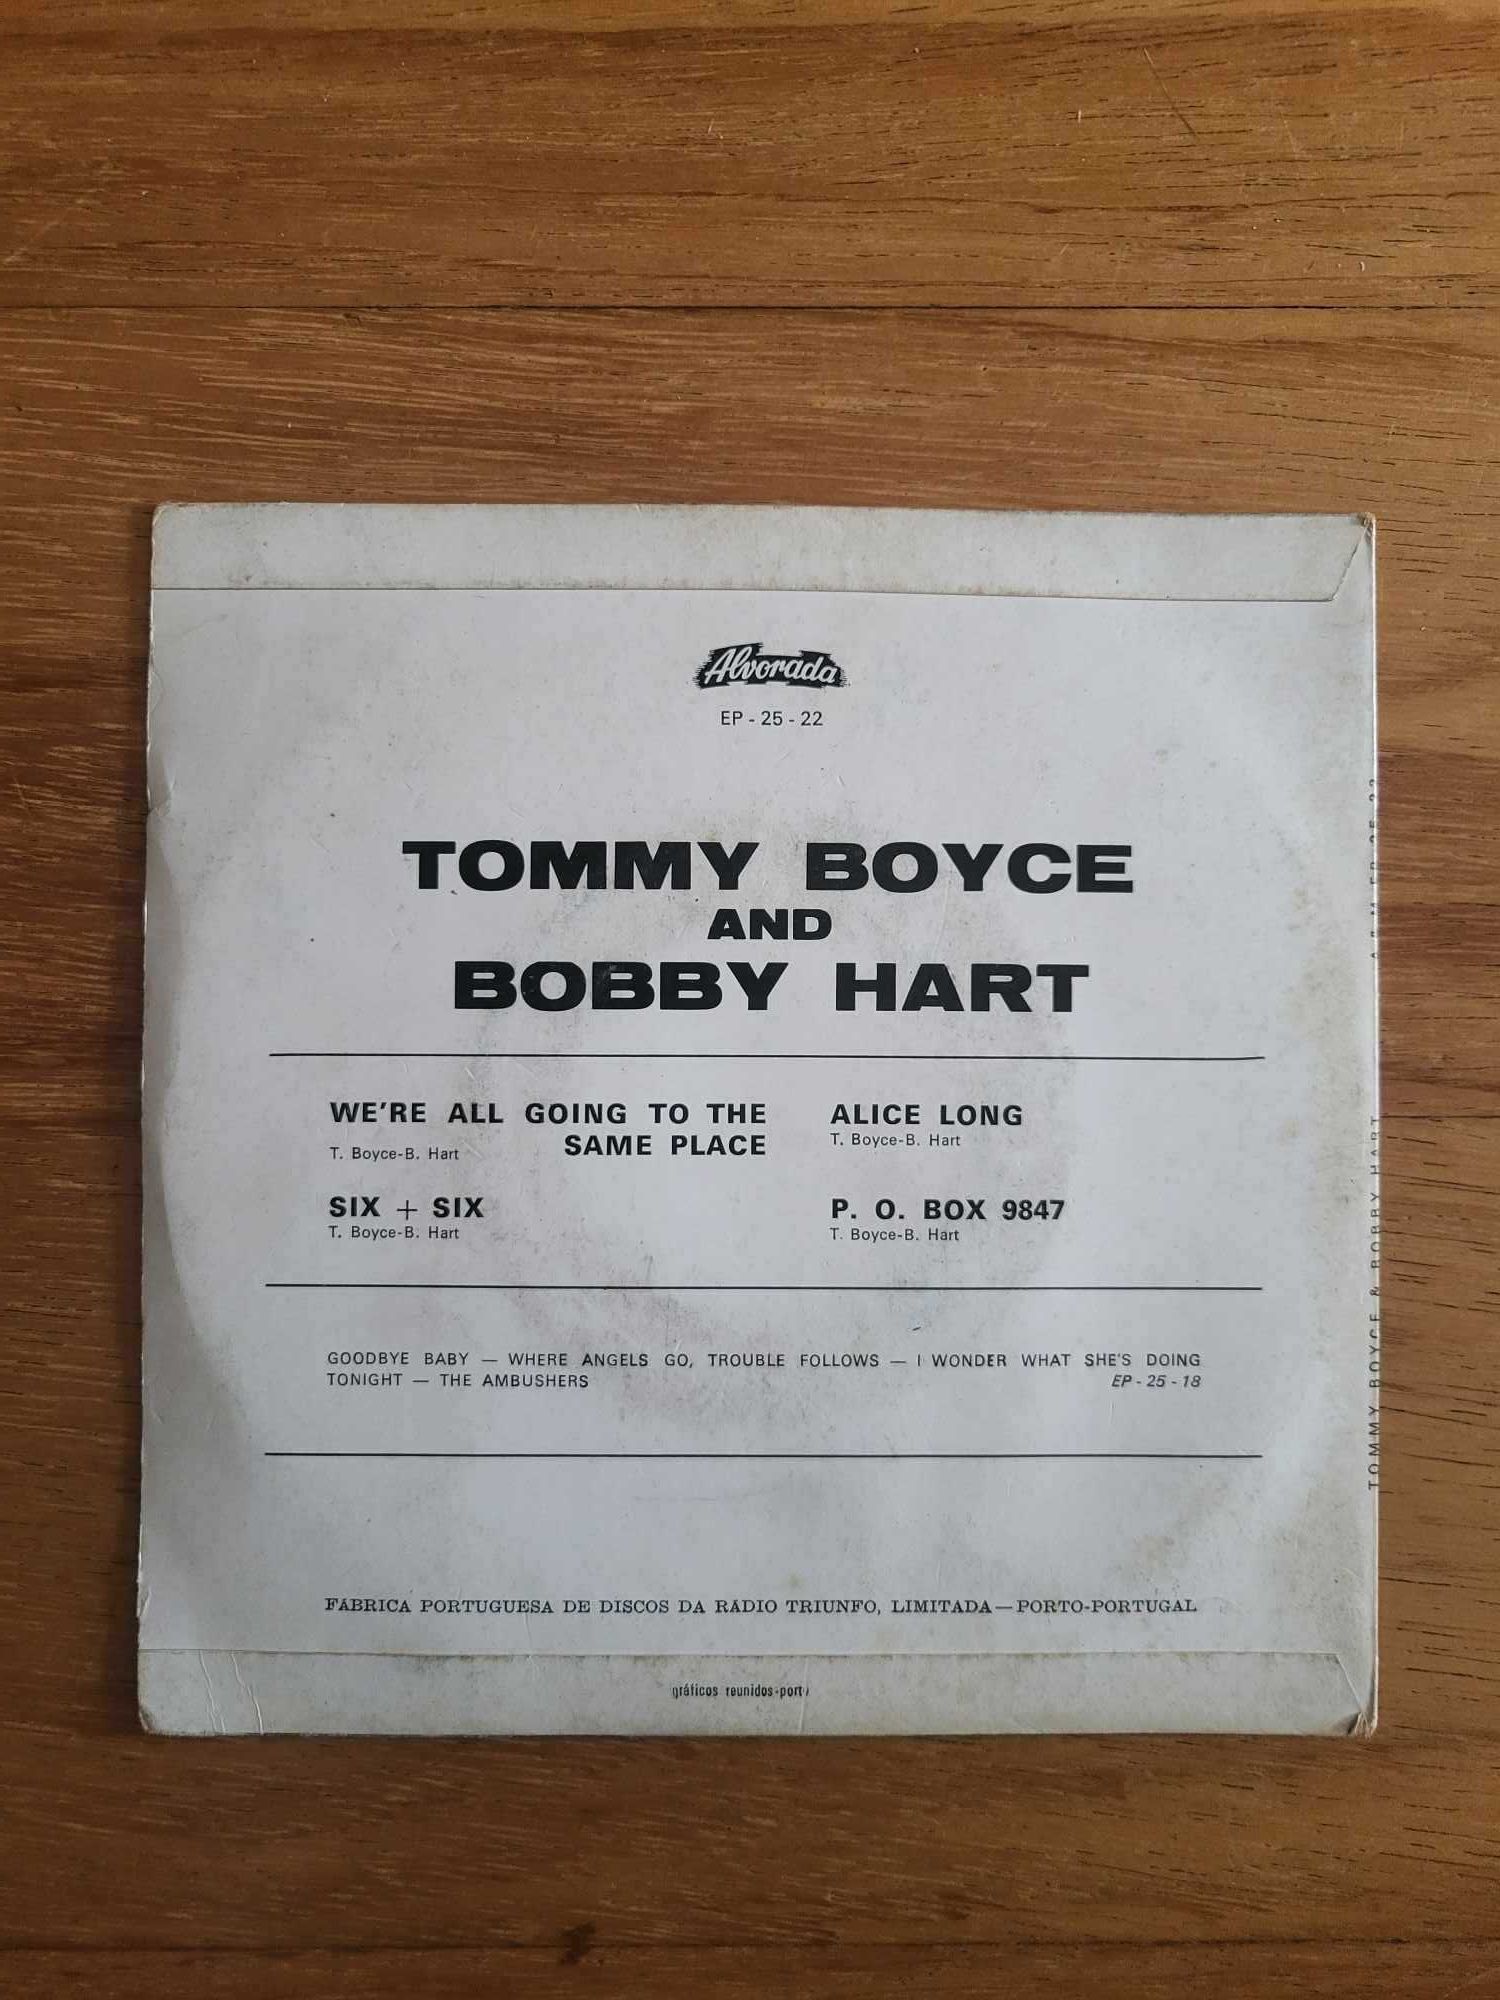 Alvorada
EP - 25 - 22
TOMMY BOYCE
AND
BOBBY HART
WE'RE ALL GOING TO THE
SAME PLACE
T. Boyce-B. Hart
SIX + SIX
T. Boyce-B. Hart
ALICE LONG
T. Boyce-B. Hart
P. O. BOX 9847
T. Boyce-B. Hart
GOODBYE BABY — WHERE ANGELS GO, TROUBLE FOLLOWS — I WONDER WHAT SHE'S DOING
TONIGHT — THE AMBUSHERS EP - 25 - 18
FÁBRICA PORTUGUESA DE DISCOS DA RÁDIO TRIUNFO, LIMITADA — PORTO-PORTUGAL
gráficos reunidos-porto
TOMMY BOYCE & BOBBY HART